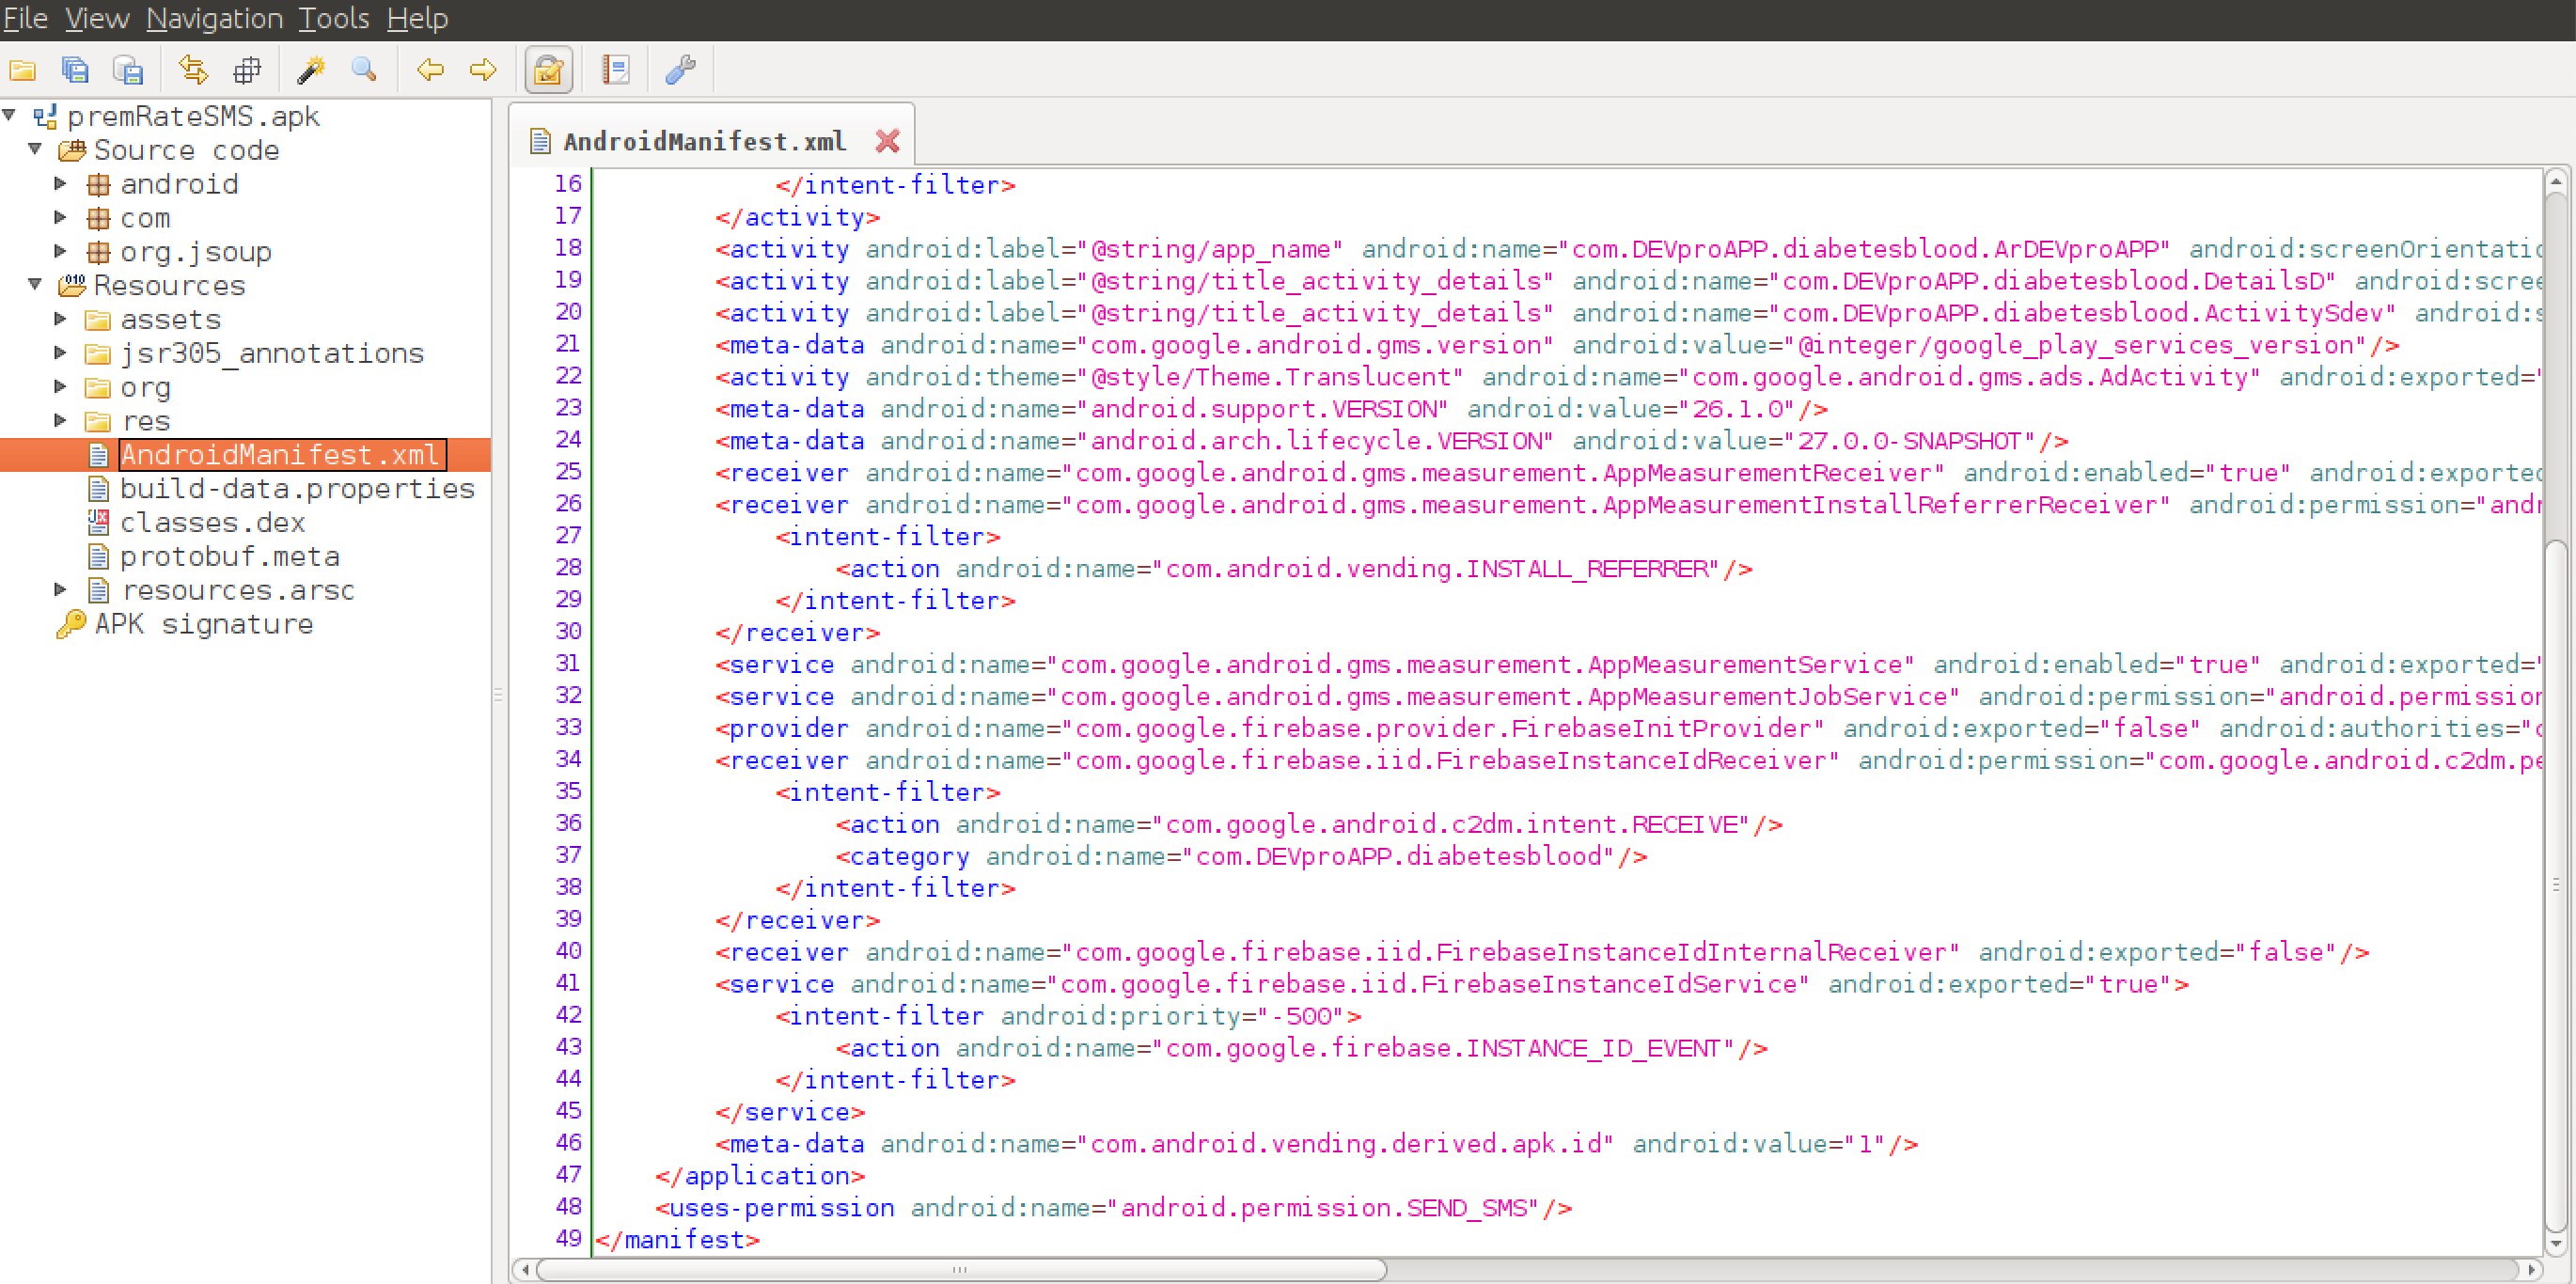 File View Navigation Tools Help
premRateSMS.apk
Source code
android
com
org.jsoup
Resources
assets
jsr305_annotations
org
res
AndroidManifest.xml
build-data.properties
classes.dex
protobuf.meta
resources.arsc
APK signature
AndroidManifest.xml
16 </intent-filter>
17 </activity>
18 <activity android:label="@string/app_name" android:name="com.DEVproAPP.diabetesblood.ArDEVproAPP" android:screenOrientatio
19 <activity android:label="@string/title_activity_details" android:name="com.DEVproAPP.diabetesblood.DetailsD" android:scree
20 <activity android:label="@string/title_activity_details" android:name="com.DEVproAPP.diabetesblood.ActivitySdev" android:s
21 <meta-data android:name="com.google.android.gms.version" android:value="@integer/google_play_services_version"/>
22 <activity android:theme="@style/Theme.Translucent" android:name="com.google.android.gms.ads.AdActivity" android:exported="
23 <meta-data android:name="android.support.VERSION" android:value="26.1.0"/>
24 <meta-data android:name="android.arch.lifecycle.VERSION" android:value="27.0.0-SNAPSHOT"/>
25 <receiver android:name="com.google.android.gms.measurement.AppMeasurementReceiver" android:enabled="true" android:exported
26 <receiver android:name="com.google.android.gms.measurement.AppMeasurementInstallReferrerReceiver" android:permission="andr
27 <intent-filter>
28 <action android:name="com.android.vending.INSTALL_REFERRER"/>
29 </intent-filter>
30 </receiver>
31 <service android:name="com.google.android.gms.measurement.AppMeasurementService" android:enabled="true" android:exported="
32 <service android:name="com.google.android.gms.measurement.AppMeasurementJobService" android:permission="android.permission
33 <provider android:name="com.google.firebase.provider.FirebaseInitProvider" android:exported="false" android:authorities="c
34 <receiver android:name="com.google.firebase.iid.FirebaseInstanceIdReceiver" android:permission="com.google.android.c2dm.pe
35 <intent-filter>
36 <action android:name="com.google.android.c2dm.intent.RECEIVE"/>
37 <category android:name="com.DEVproAPP.diabetesblood"/>
38 </intent-filter>
39 </receiver>
40 <receiver android:name="com.google.firebase.iid.FirebaseInstanceIdInternalReceiver" android:exported="false"/>
41 <service android:name="com.google.firebase.iid.FirebaseInstanceIdService" android:exported="true">
42 <intent-filter android:priority="-500">
43 <action android:name="com.google.firebase.INSTANCE_ID_EVENT"/>
44 </intent-filter>
45 </service>
46 <meta-data android:name="com.android.vending.derived.apk.id" android:value="1"/>
47 </application>
48 <uses-permission android:name="android.permission.SEND_SMS"/>
49 </manifest>